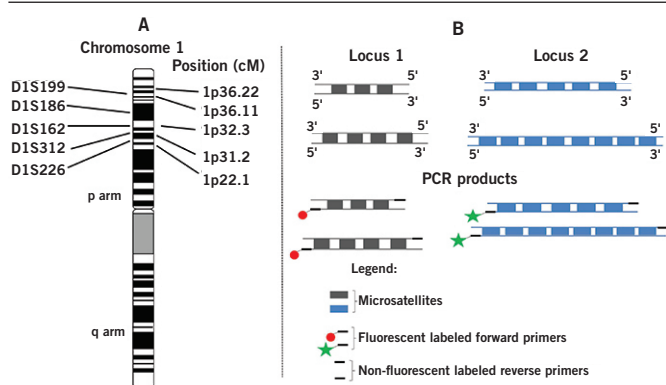 A
Chromosome 1
Position (cM)
D1S199
D1S186
D1S162
D1S312
D1S226
1p36.22
1p36.11
1p32.3
1p31.2
1p22.1
p arm
q arm
B
Locus 1
Locus 2
3' 5'
5' 3'
3' 5'
5' 3'
5' 3'
3' 5'
5' 3'
3' 5'
PCR products
Legend:
Microsatellites
Fluorescent labeled forward primers
Non-fluorescent labeled reverse primers